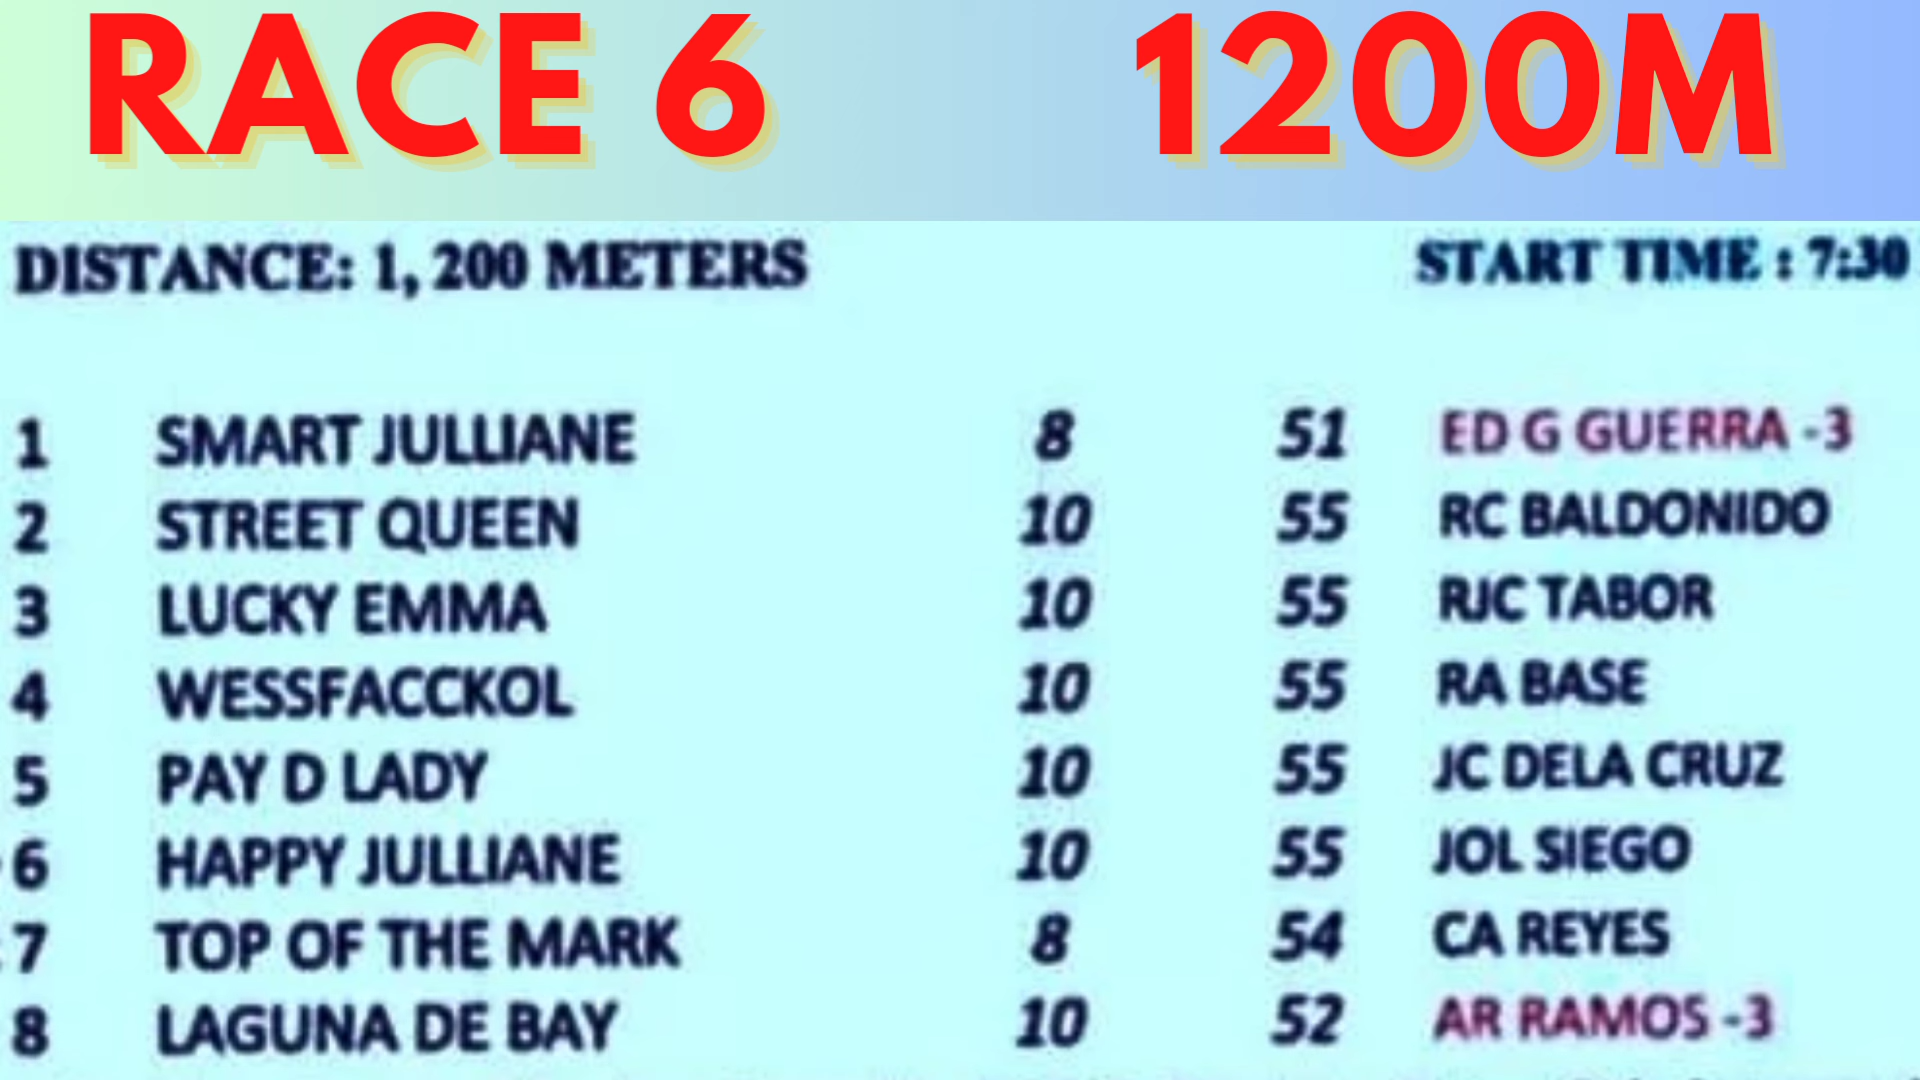 RACE 6 1200M
DISTANCE: 1, 200 METERS START TIME : 7:30
1 SMART JULLIANE 8 51 ED G GUERRA -3
2 STREET QUEEN 10 55 RC BALDONIDO
3 LUCKY EMMA 10 55 RJC TABOR
4 WESSFACCKOL 10 55 RA BASE
5 PAY D LADY 10 55 JC DELA CRUZ
6 HAPPY JULLIANE 10 55 JOL SIEGO
7 TOP OF THE MARK 8 54 CA REYES
8 LAGUNA DE BAY 10 52 AR RAMOS -3